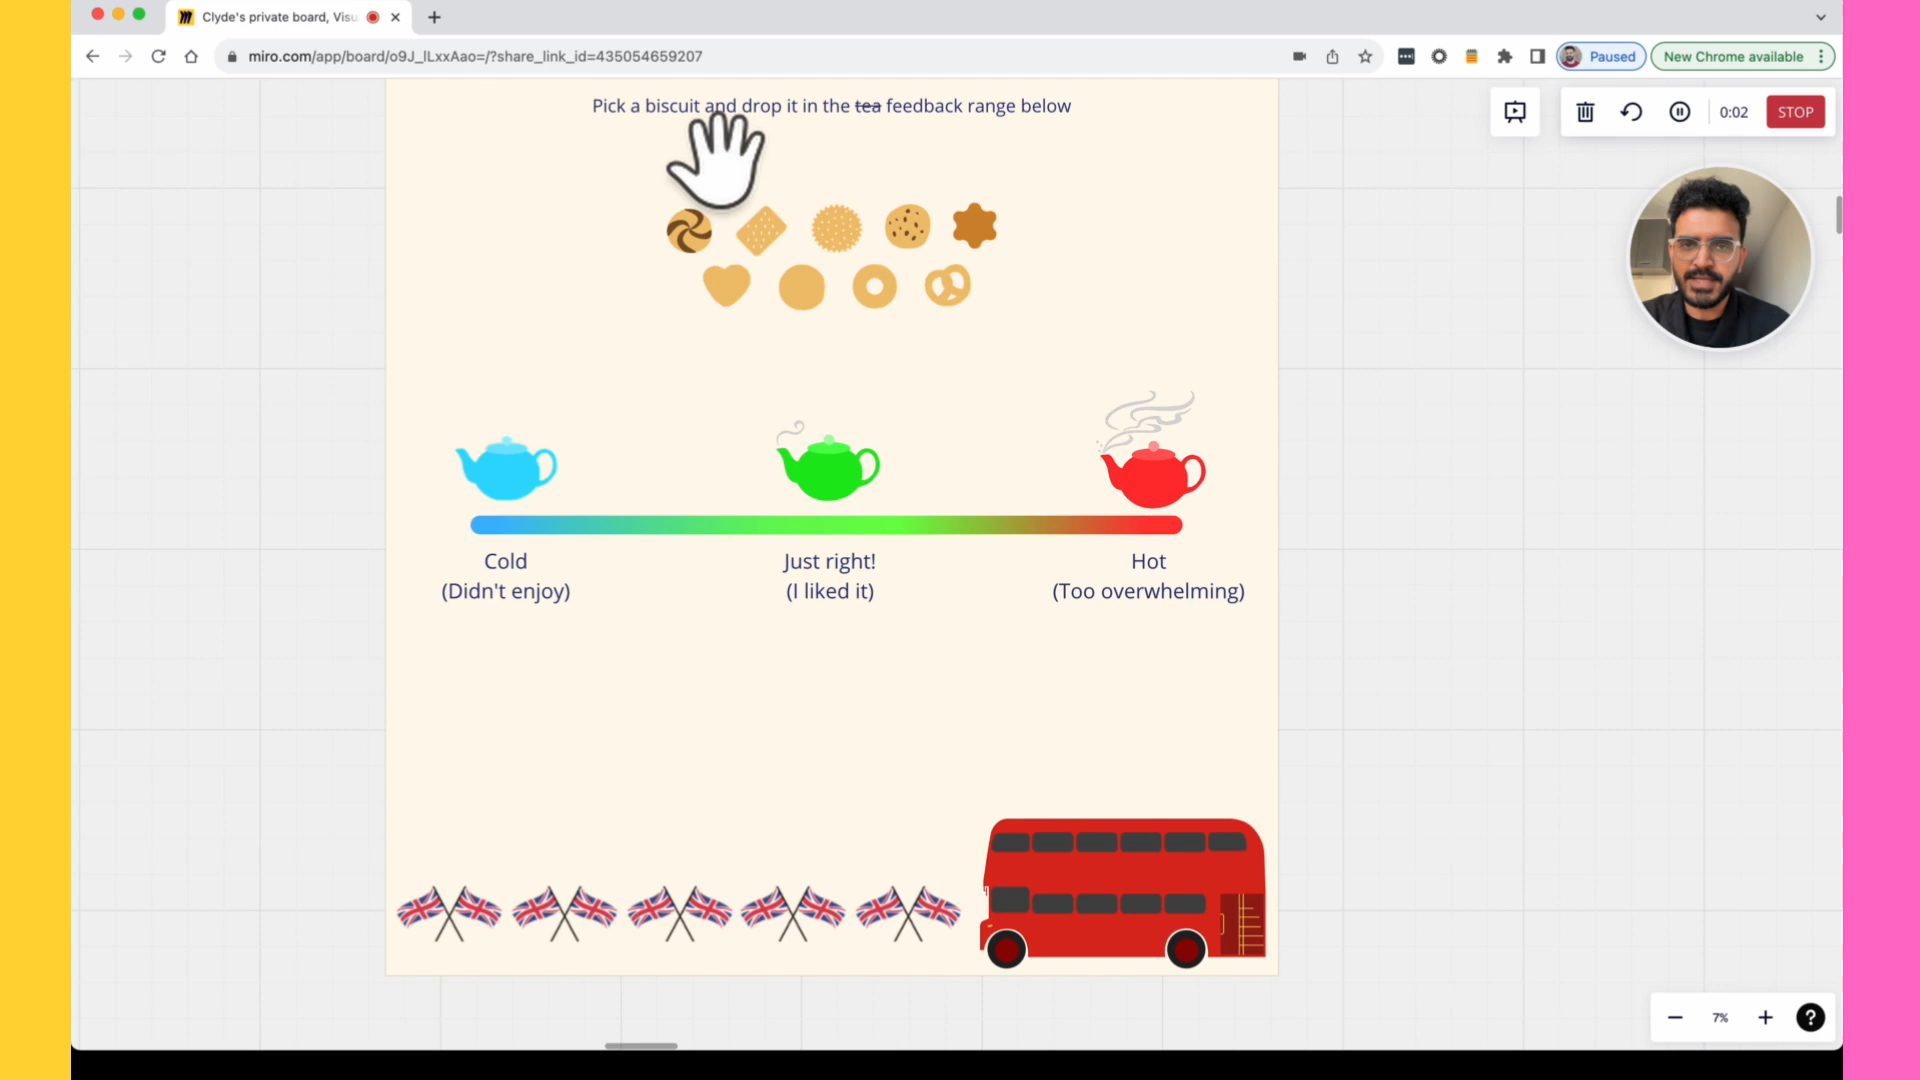 Clyde's private board, Visu
miro.com/app/board/o9J_lLxxAao=/?share_link_id=435054659207
Paused
New Chrome available
Pick a biscuit and drop it in the tea feedback range below
0:02
STOP
Cold
(Didn't enjoy)
Just right!
(I liked it)
Hot
(Too overwhelming)
7%